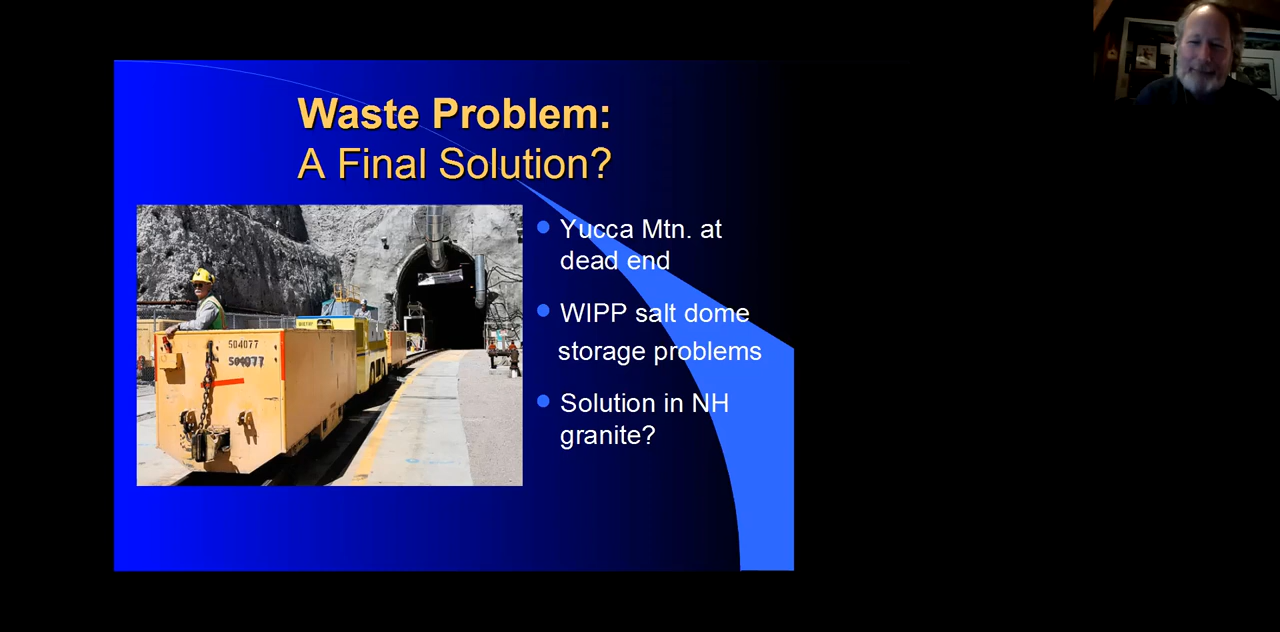 Waste Problem:
A Final Solution?
Yucca Mtn. at
dead end
WIPP salt dome
storage problems
Solution in NH
granite?
504077
504077